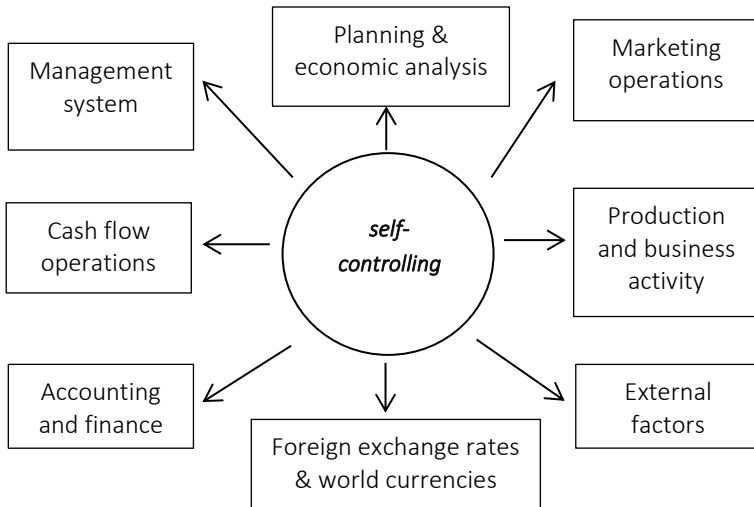 Planning &
economic analysis
Management
system
Marketing
operations
Cash flow
operations
self-
controlling
Production
and business
activity
Accounting
and finance
Foreign exchange rates
& world currencies
External
factors